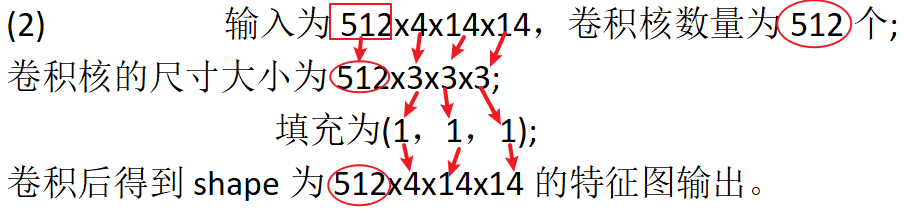 (2) 输入为 512x4x14x14，卷积核数量为 512 个;
卷积核的尺寸大小为 512x3x3x3;
填充为(1，1，1);
卷积后得到 shape 为 512x4x14x14 的特征图输出。